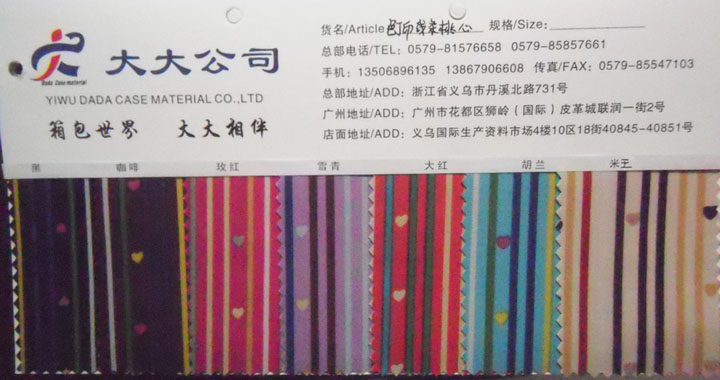 货名/Article 色印浅条桃心 规格/Size:
总部电话/TEL: 0579-81576658 0579-85857661
手机: 13506896135 13867906608 传真/FAX: 0579-85547103
总部地址/ADD: 浙江省义乌市丹溪北路731号
广州地址/ADD: 广州市花都区狮岭(国际)皮革城联润一街2号
店面地址/ADD: 义乌国际生产资料市场4楼10区18街40845-40851号
Dada Case material
大大公司
YIWU DADA CASE MATERIAL CO.,LTD
箱包世界 大大相伴
黑 咖啡 玫红 雪青 大红 胡兰 米王